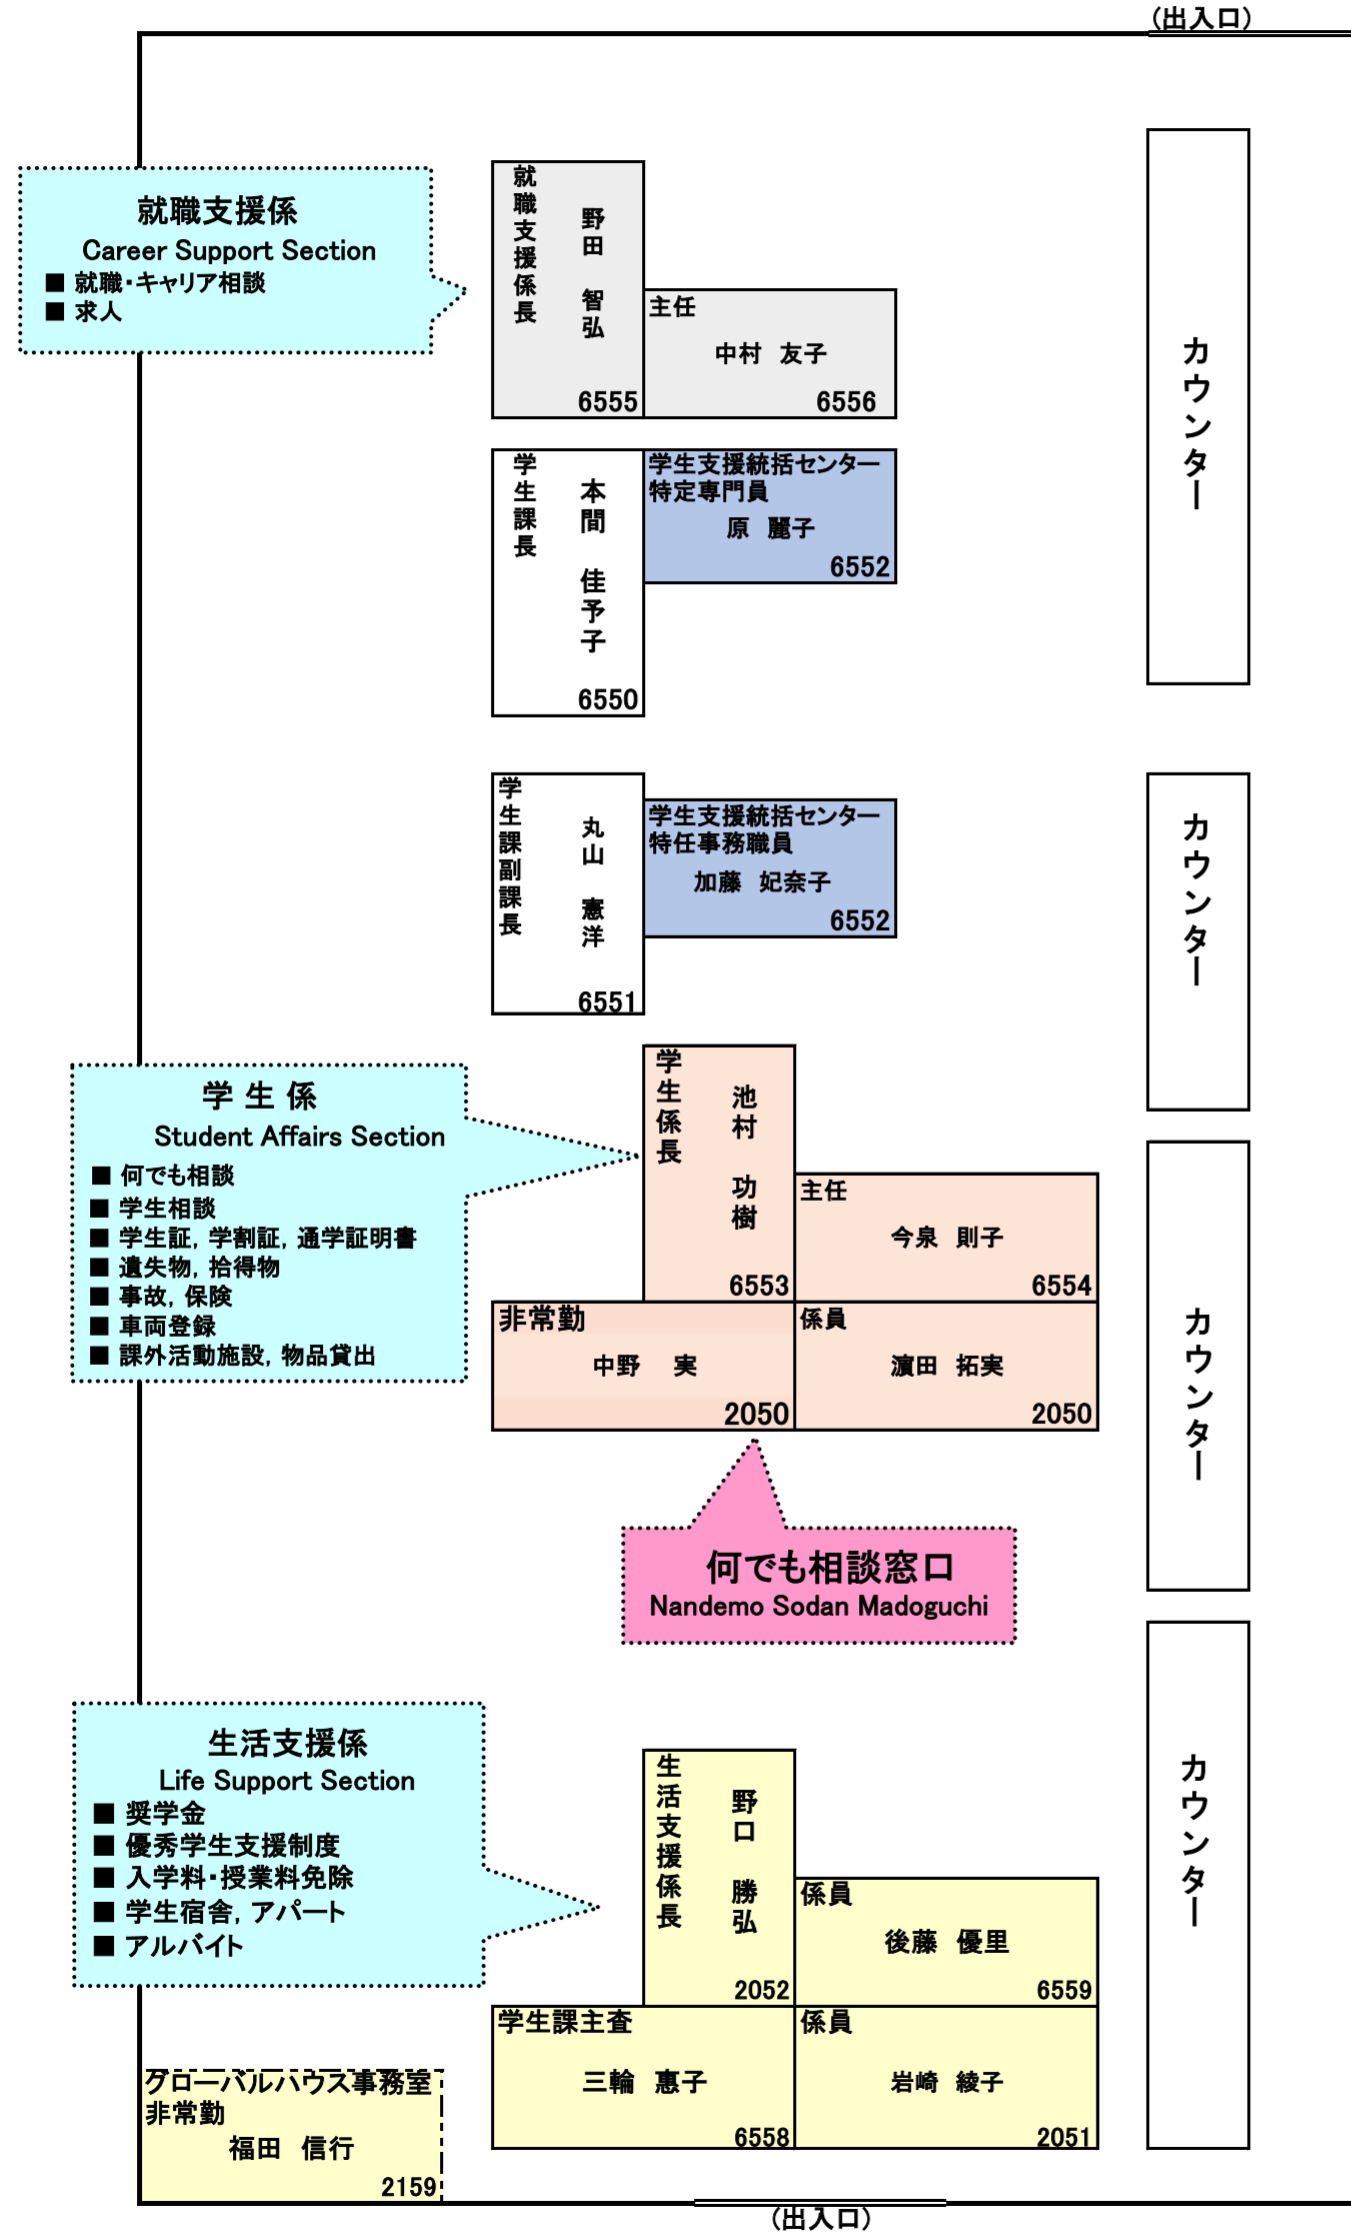 (出入口)
就職支援係
Career Support Section
■ 就職・キャリア相談
■ 求人
就職支援係長
野田 智弘
6555
主任
中村 友子
6556
カウンター
学生課長
本間 佳予子
6550
学生支援統括センター
特定専門員
原 麗子
6552
学生課副課長
丸山 憲洋
6551
学生支援統括センター
特任事務職員
加藤 妃奈子
6552
カウンター
学 生 係
Student Affairs Section
■ 何でも相談
■ 学生相談
■ 学生証, 学割証, 通学証明書
■ 遺失物, 拾得物
■ 事故, 保険
■ 車両登録
■ 課外活動施設, 物品貸出
学生係長
池村 功樹
6553
主任
今泉 則子
6554
非常勤
中野 実
2050
係員
濵田 拓実
2050
カウンター
何でも相談窓口
Nandemo Sodan Madoguchi
生活支援係
Life Support Section
■ 奨学金
■ 優秀学生支援制度
■ 入学料・授業料免除
■ 学生宿舎, アパート
■ アルバイト
生活支援係長
野口 勝弘
2052
係員
後藤 優里
6559
学生課主査
三輪 惠子
6558
係員
岩崎 綾子
2051
カウンター
グローバルハウス事務室
非常勤
福田 信行
2159
(出入口)